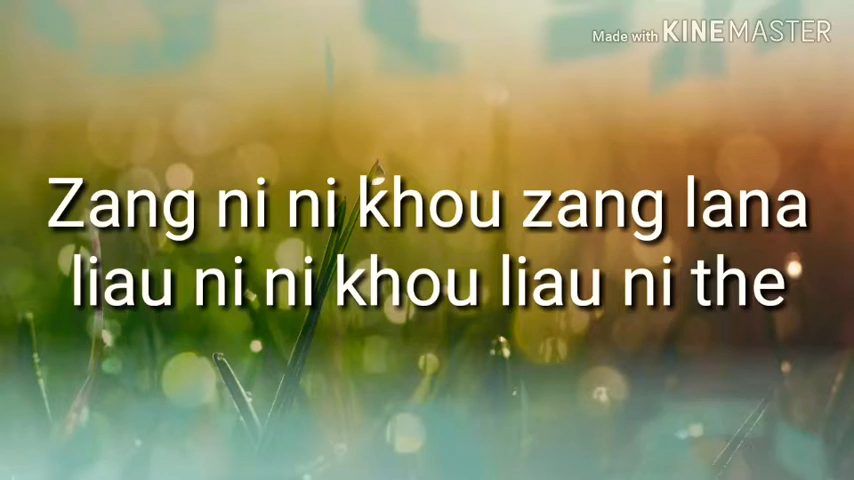 Made with KINEMASTER
Zang ni ni khou zang lana
liau ni ni khou liau ni the